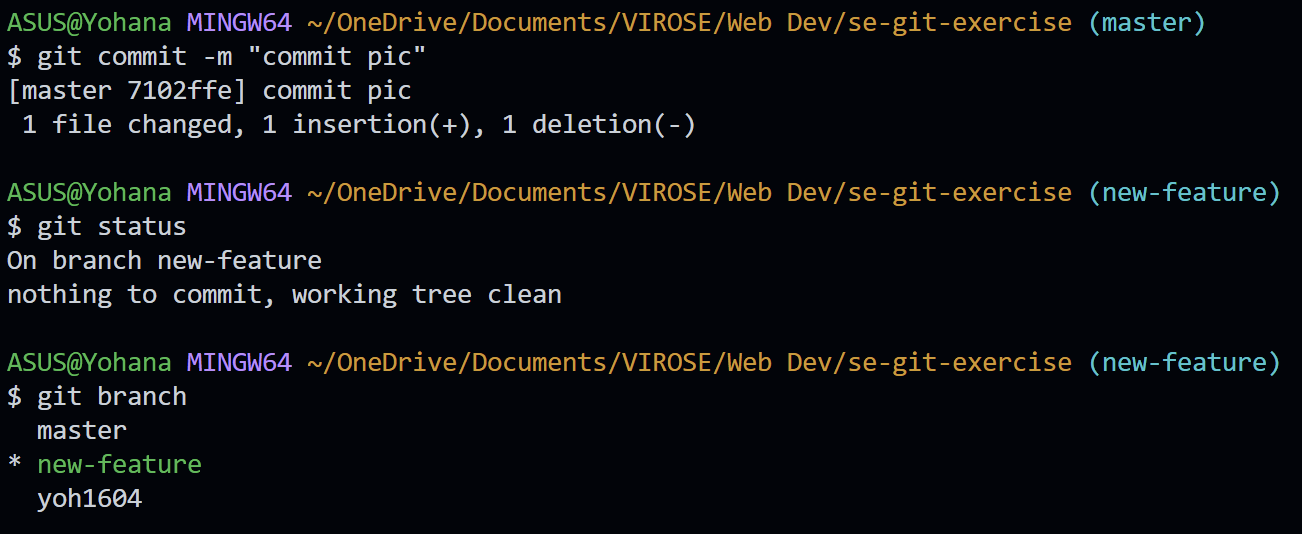 ASUS@Yohana MINGW64 ~/OneDrive/Documents/VIROSE/Web Dev/se-git-exercise (master)
$ git commit -m "commit pic"
[master 7102ffe] commit pic
 1 file changed, 1 insertion(+), 1 deletion(-)

ASUS@Yohana MINGW64 ~/OneDrive/Documents/VIROSE/Web Dev/se-git-exercise (new-feature)
$ git status
On branch new-feature
nothing to commit, working tree clean

ASUS@Yohana MINGW64 ~/OneDrive/Documents/VIROSE/Web Dev/se-git-exercise (new-feature)
$ git branch
  master
* new-feature
  yoh1604